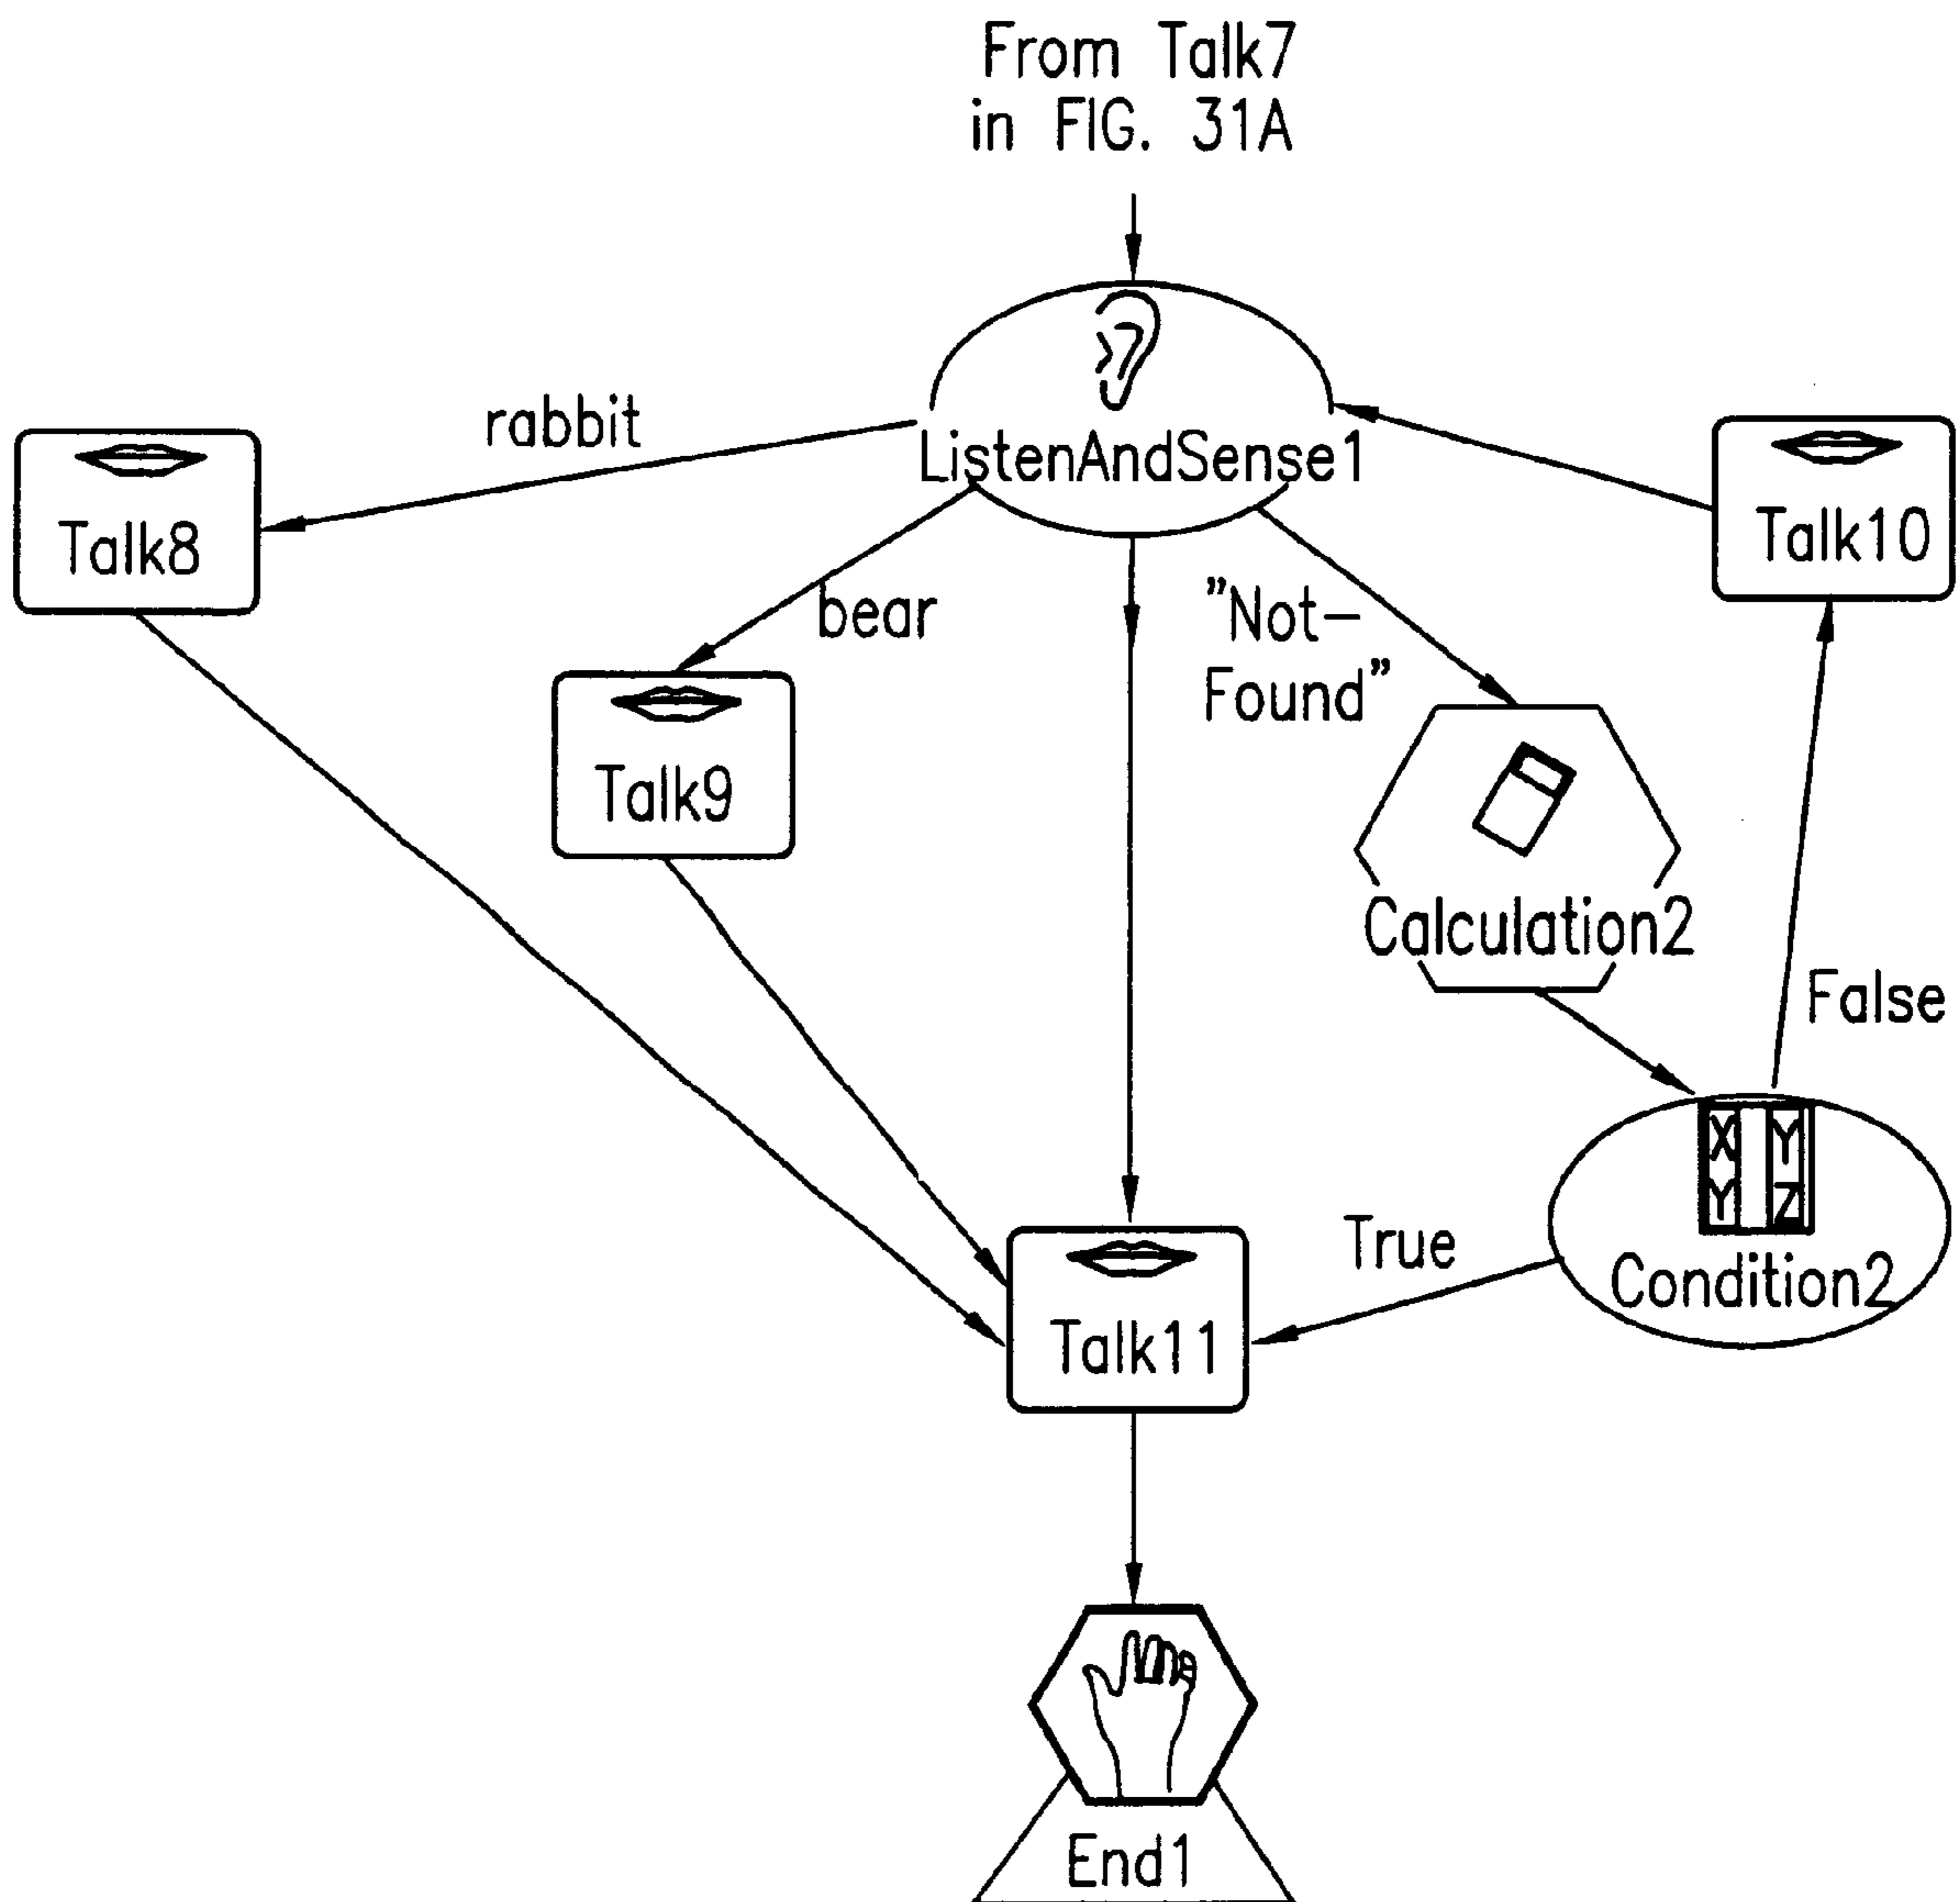 From Talk7
in FIG. 31A
rabbit
ListenAndSense1
Talk8
Talk10
bear
"Not-
Found"
Talk9
Calculation2
False
X Y
Y Z
True
Condition2
Talk11
End1